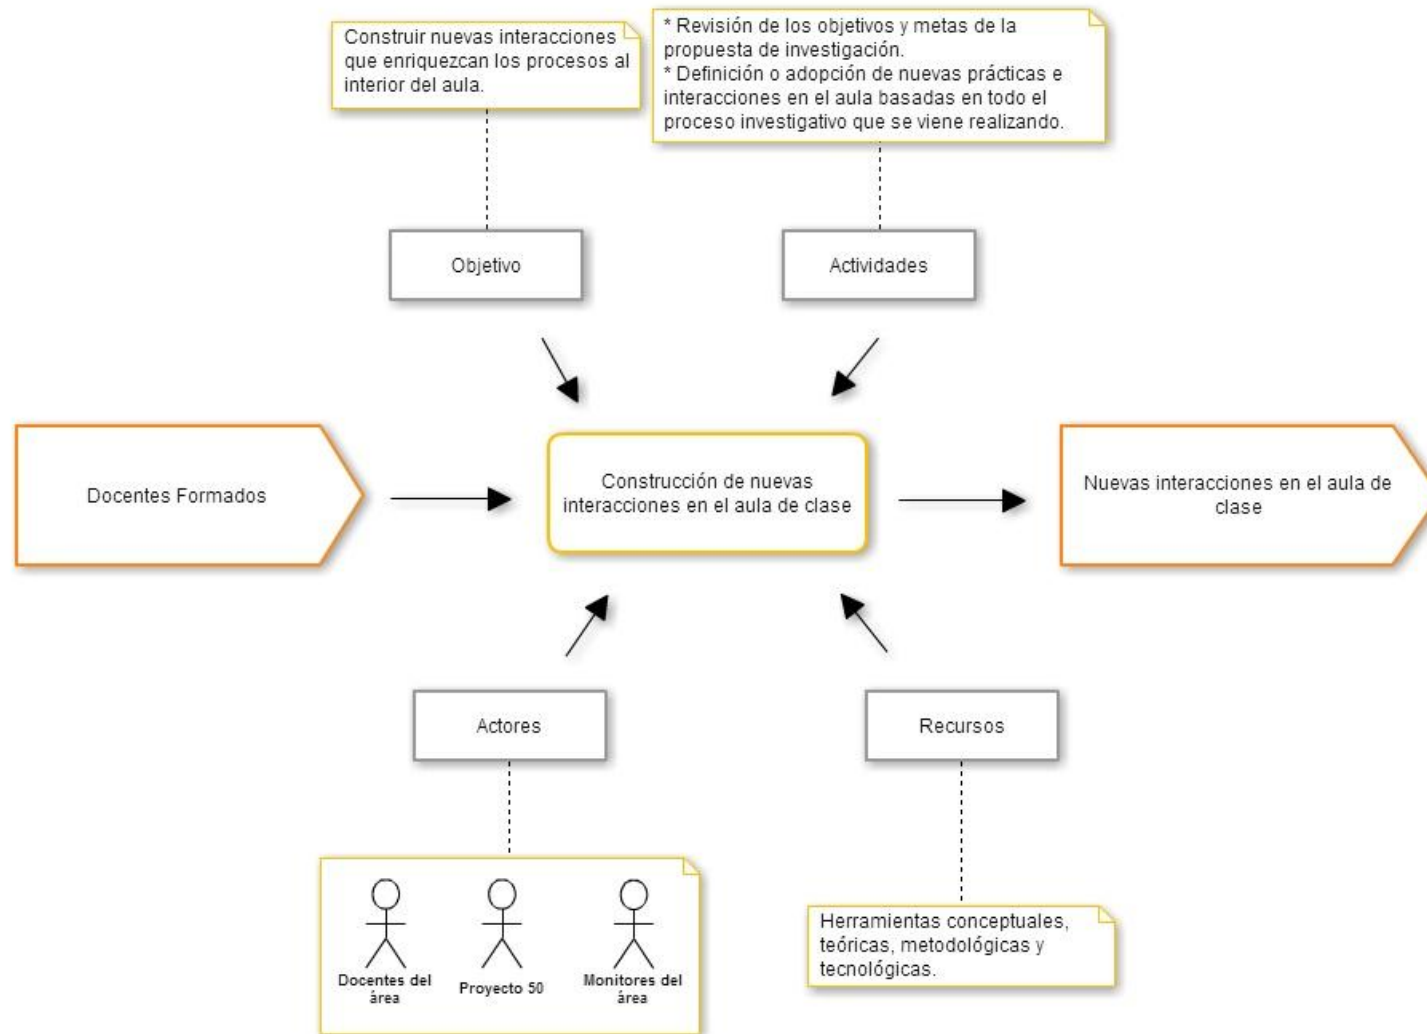 Construir nuevas interacciones
que enriquezcan los procesos al
interior del aula.
* Revisión de los objetivos y metas de la
propuesta de investigación.
* Definición o adopción de nuevas prácticas e
interacciones en el aula basadas en todo el
proceso investigativo que se viene realizando.
Objetivo
Actividades
Docentes Formados
Construcción de nuevas
interacciones en el aula de clase
Nuevas interacciones en el aula de
clase
Actores
Recursos
Docentes del
área
Proyecto 50
Monitores del
área
Herramientas conceptuales,
teóricas, metodológicas y
tecnológicas.